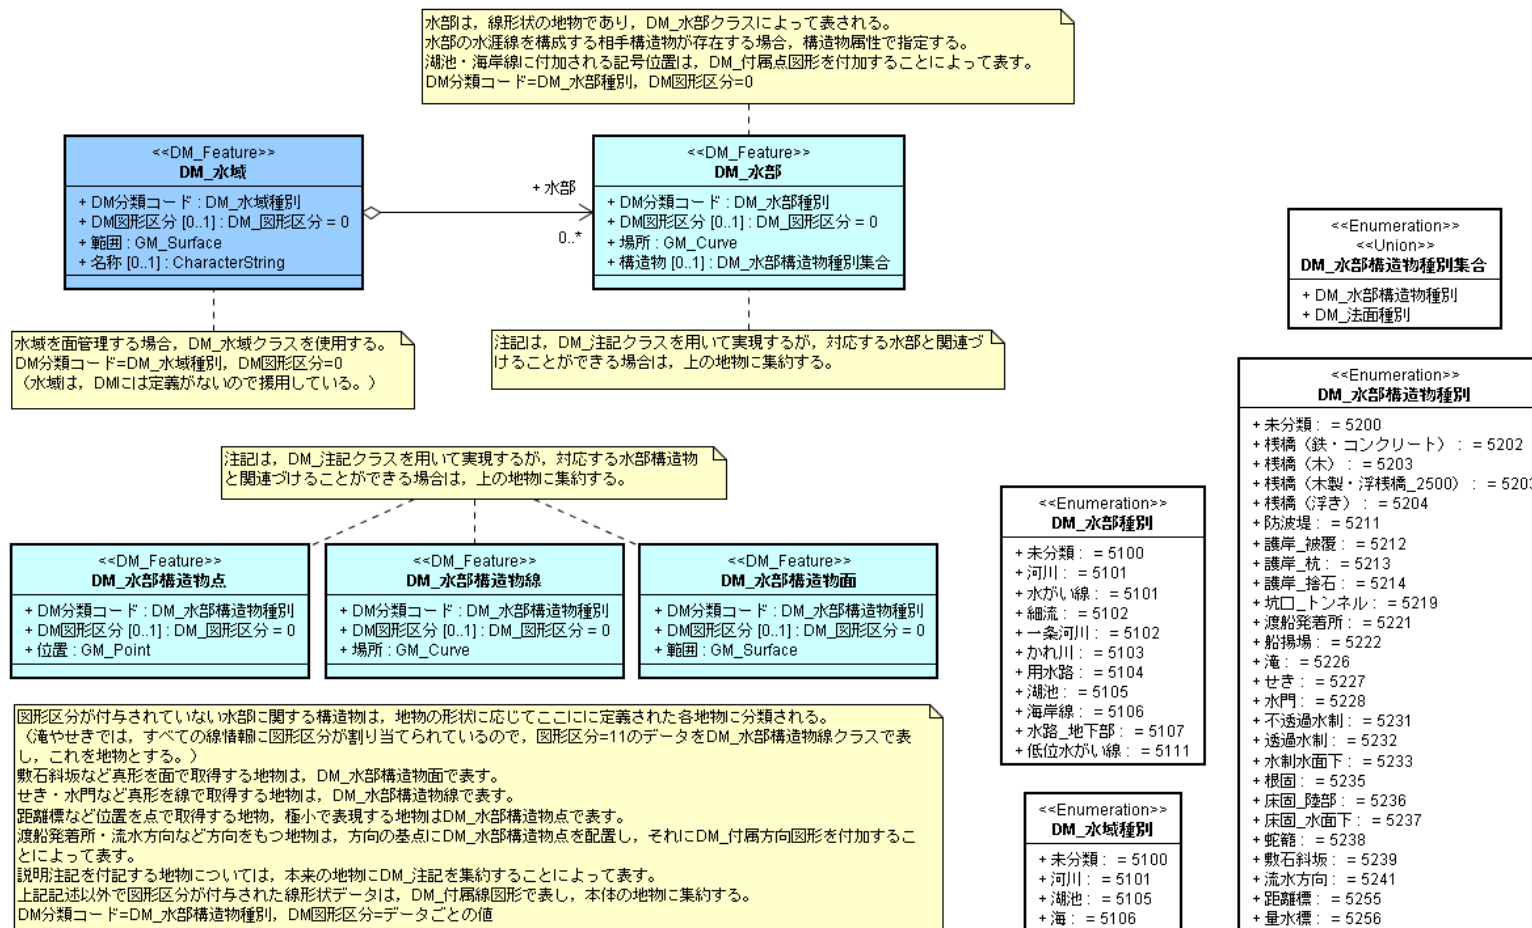 水部は，線形状の地物であり，DM_水部クラスによって表される。
水部の水涯線を構成する相手構造物が存在する場合，構造物属性で指定する。
湖池・海岸線に付加される記号位置は，DM_付属点図形を付加することによって表す。
DM分類コード=DM_水部種別，DM図形区分=0
<<DM_Feature>>
DM_水域
+ DM分類コード : DM_水域種別
+ DM図形区分 [0..1] : DM_図形区分 = 0
+ 範囲 : GM_Surface
+ 名称 [0..1] : CharacterString
+ 水部
0..*
<<DM_Feature>>
DM_水部
+ DM分類コード : DM_水部種別
+ DM図形区分 [0..1] : DM_図形区分 = 0
+ 場所 : GM_Curve
+ 構造物 [0..1] : DM_水部構造物種別集合
<<Enumeration>>
<<Union>>
DM_水部構造物種別集合
+ DM_水部構造物種別
+ DM_法面種別
水域を面管理する場合，DM_水域クラスを使用する。
DM分類コード=DM_水域種別，DM図形区分=0
（水域は，DMには定義がないので援用している。）
注記は，DM_注記クラスを用いて実現するが，対応する水部と関連づ
けることができる場合は，上の地物に集約する。
注記は，DM_注記クラスを用いて実現するが，対応する水部構造物
と関連づけることができる場合は，上の地物に集約する。
<<DM_Feature>>
DM_水部構造物点
+ DM分類コード : DM_水部構造物種別
+ DM図形区分 [0..1] : DM_図形区分 = 0
+ 位置 : GM_Point
<<DM_Feature>>
DM_水部構造物線
+ DM分類コード : DM_水部構造物種別
+ DM図形区分 [0..1] : DM_図形区分 = 0
+ 場所 : GM_Curve
<<DM_Feature>>
DM_水部構造物面
+ DM分類コード : DM_水部構造物種別
+ DM図形区分 [0..1] : DM_図形区分 = 0
+ 範囲 : GM_Surface
図形区分が付与されていない水部に関する構造物は，地物の形状に応じてここにに定義された各地物に分類される。
（滝やせきでは，すべての線情報に図形区分が割り当てられているので，図形区分=11のデータをDM_水部構造物線クラスで表
し，これを地物とする。）
敷石斜坂など真形を面で取得する地物は，DM_水部構造物面で表す。
せき・水門など真形を線で取得する地物は，DM_水部構造物線で表す。
距離標など位置を点で取得する地物，極小で表現する地物はDM_水部構造物点で表す。
渡船発着所・流水方向など方向をもつ地物は，方向の基点にDM_水部構造物点を配置し，それにDM_付属方向図形を付加するこ
とによって表す。
説明注記を付記する地物については，本来の地物にDM_注記を集約することによって表す。
上記記述以外で図形区分が付与された線形状データは，DM_付属線図形で表し，本体の地物に集約する。
DM分類コード=DM_水部構造物種別，DM図形区分=データごとの値
<<Enumeration>>
DM_水部種別
+ 未分類 : = 5100
+ 河川 : = 5101
+ 水がい線 : = 5101
+ 細流 : = 5102
+ 一条河川 : = 5102
+ かれ川 : = 5103
+ 用水路 : = 5104
+ 湖池 : = 5105
+ 海岸線 : = 5106
+ 水路_地下部 : = 5107
+ 低位水がい線 : = 5111
<<Enumeration>>
DM_水域種別
+ 未分類 : = 5100
+ 河川 : = 5101
+ 湖池 : = 5105
+ 海 : = 5106
<<Enumeration>>
DM_水部構造物種別
+ 未分類 : = 5200
+ 桟橋（鉄・コンクリート） : = 5202
+ 桟橋（木） : = 5203
+ 桟橋（木製・浮桟橋_2500） : = 5203
+ 桟橋（浮き） : = 5204
+ 防波堤 : = 5211
+ 護岸_被覆 : = 5212
+ 護岸_杭 : = 5213
+ 護岸_捨石 : = 5214
+ 坑口_トンネル : = 5219
+ 渡船発着所 : = 5221
+ 船揚場 : = 5222
+ 滝 : = 5226
+ せき : = 5227
+ 水門 : = 5228
+ 不透過水制 : = 5231
+ 透過水制 : = 5232
+ 水制水面下 : = 5233
+ 根固 : = 5235
+ 床固_陸部 : = 5236
+ 床固_水面下 : = 5237
+ 蛇籠 : = 5238
+ 敷石斜坂 : = 5239
+ 流水方向 : = 5241
+ 距離標 : = 5255
+ 量水標 : = 5256